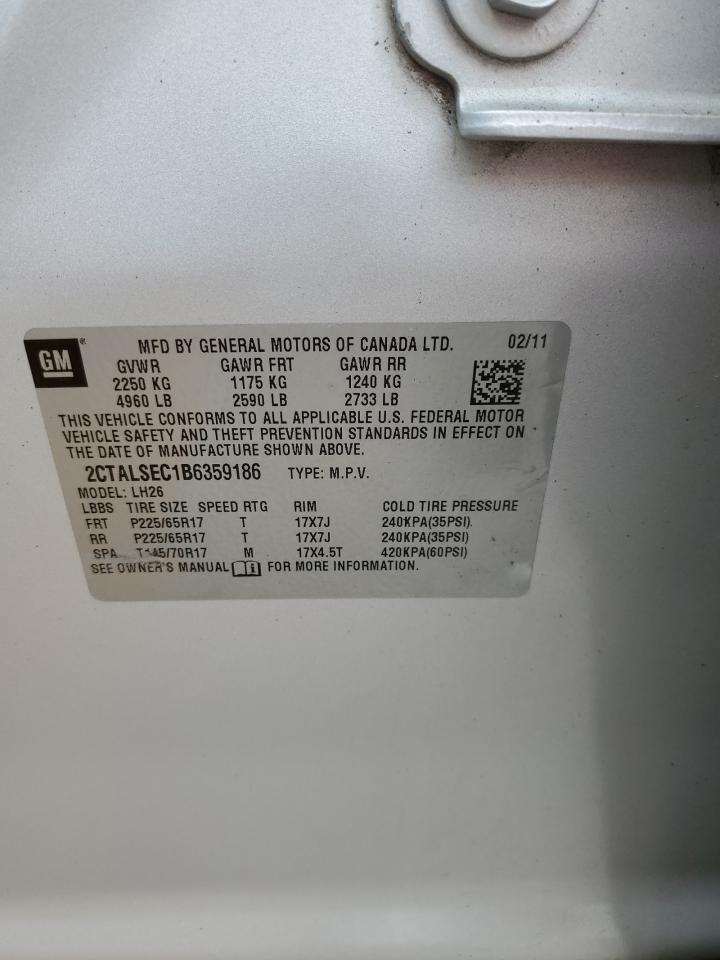 GM®
MFD BY GENERAL MOTORS OF CANADA LTD. 02/11
GVWR GAWR FRT GAWR RR
2250 KG 1175 KG 1240 KG
4960 LB 2590 LB 2733 LB
THIS VEHICLE CONFORMS TO ALL APPLICABLE U.S. FEDERAL MOTOR
VEHICLE SAFETY AND THEFT PREVENTION STANDARDS IN EFFECT ON
THE DATE OF MANUFACTURE SHOWN ABOVE.
2CTALSEC1B6359186 TYPE: M.P.V.
MODEL: LH26
LBBS TIRE SIZE SPEED RTG RIM COLD TIRE PRESSURE
FRT P225/65R17 T 17X7J 240KPA(35PSI)
RR P225/65R17 T 17X7J 240KPA(35PSI)
SPA T145/70R17 M 17X4.5T 420KPA(60PSI)
SEE OWNER'S MANUAL FOR MORE INFORMATION.